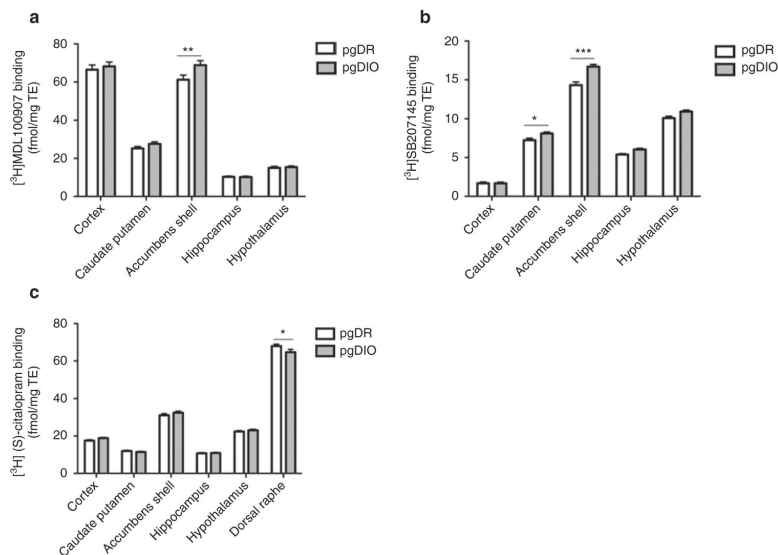 a
[³H]MDL100907 binding
(fmol/mg TE)
80
60
40
20
0
**
pgDR
pgDIO
Cortex
Caudate putamen
Accumbens shell
Hippocampus
Hypothalamus
b
[³H]SB207145 binding
(fmol/mg TE)
20
15
10
5
0
*
***
pgDR
pgDIO
Cortex
Caudate putamen
Accumbens shell
Hippocampus
Hypothalamus
c
[³H] (S)-citalopram binding
(fmol/mg TE)
80
60
40
20
0
*
pgDR
pgDIO
Cortex
Caudate putamen
Accumbens shell
Hippocampus
Hypothalamus
Dorsal raphe